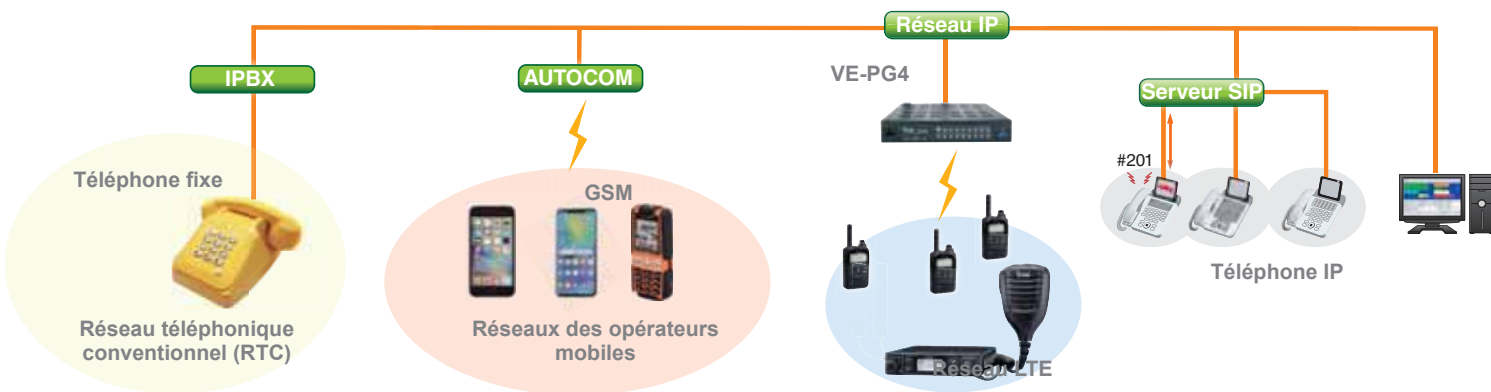 Réseau IP
IPBX
AUTOCOM
VE-PG4
Serveur SIP
#201
Téléphone fixe
GSM
Téléphone IP
Réseau téléphonique
conventionnel (RTC)
Réseaux des opérateurs
mobiles
Réseau LTE